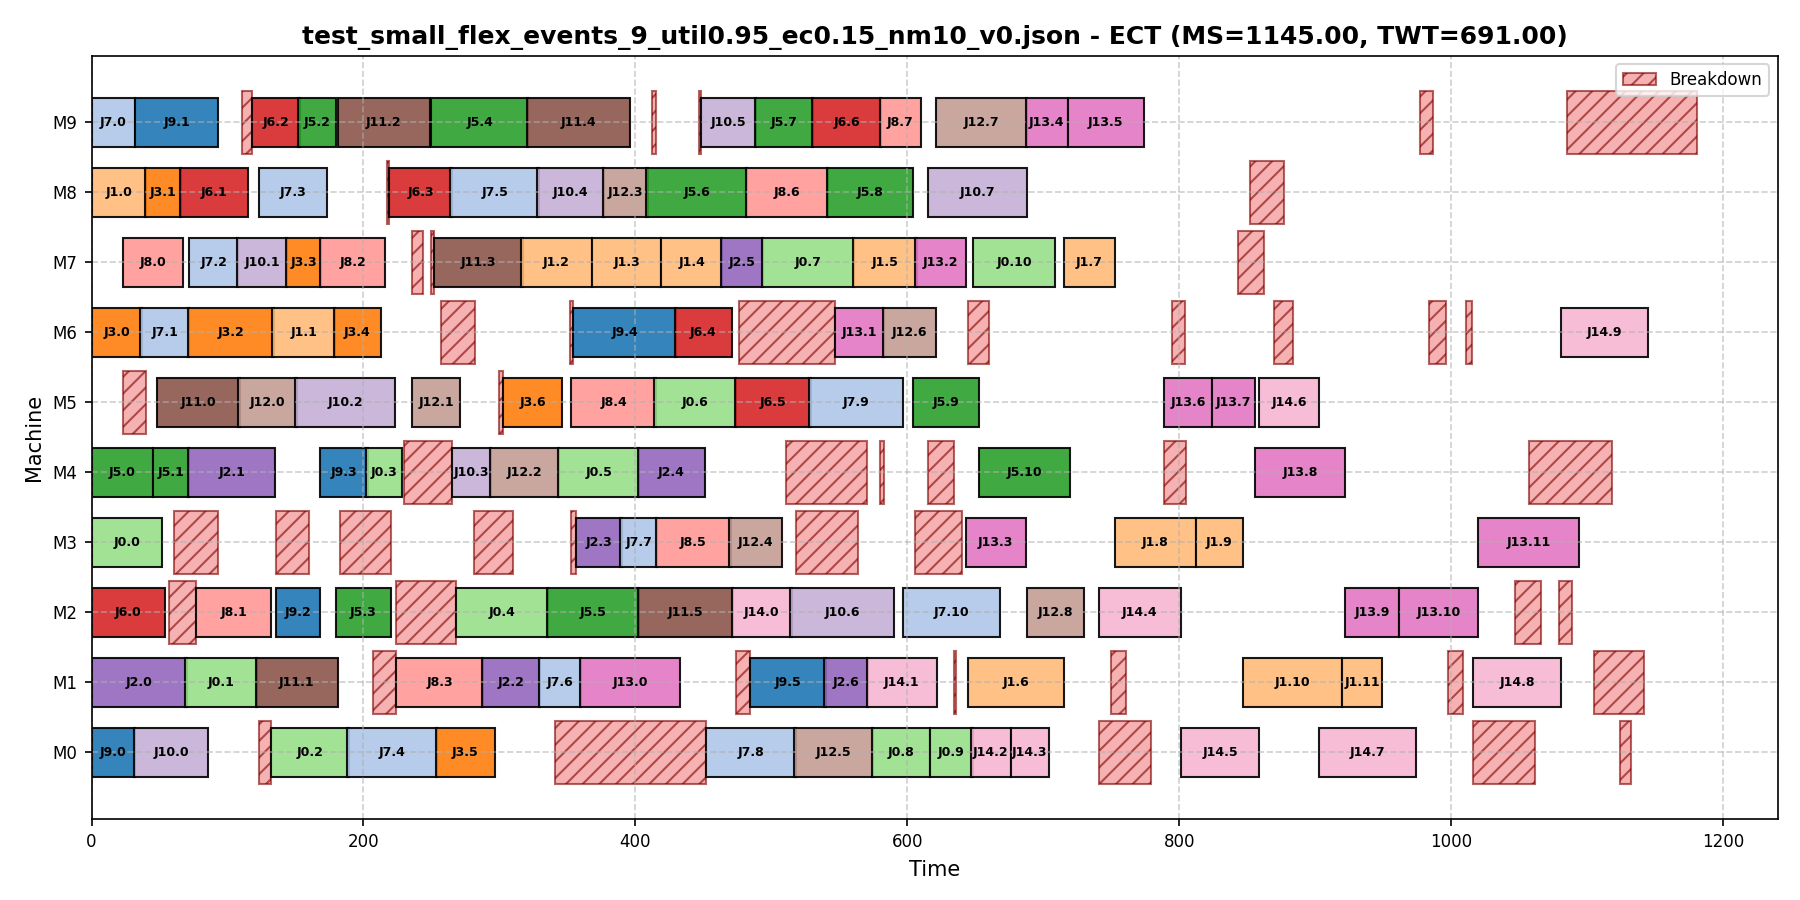 test_small_flex_events_9_util0.95_ec0.15_nm10_v0.json - ECT (MS=1145.00, TWT=691.00)
Breakdown
M9 J7.0 J9.1 J6.2 J5.2 J11.2 J5.4 J11.4 J10.5 J5.7 J6.6 J8.7 J12.7 J13.4 J13.5
M8 J1.0 J3.1 J6.1 J7.3 J6.3 J7.5 J10.4 J12.3 J5.6 J8.6 J5.8 J10.7
M7 J8.0 J7.2 J10.1 J3.3 J8.2 J11.3 J1.2 J1.3 J1.4 J2.5 J0.7 J1.5 J13.2 J0.10 J1.7
M6 J3.0 J7.1 J3.2 J1.1 J3.4 J9.4 J6.4 J13.1 J12.6 J14.9
M5 J11.0 J12.0 J10.2 J12.1 J3.6 J8.4 J0.6 J6.5 J7.9 J5.9 J13.6 J13.7 J14.6
M4 J5.0 J5.1 J2.1 J9.3 J0.3 J10.3 J12.2 J0.5 J2.4 J5.10 J13.8
M3 J0.0 J2.3 J7.7 J8.5 J12.4 J13.3 J1.8 J1.9 J13.11
M2 J6.0 J8.1 J9.2 J5.3 J0.4 J5.5 J11.5 J14.0 J10.6 J7.10 J12.8 J14.4 J13.9 J13.10
M1 J2.0 J0.1 J11.1 J8.3 J2.2 J7.6 J13.0 J9.5 J2.6 J14.1 J1.6 J1.10 J1.11 J14.8
M0 J9.0 J10.0 J0.2 J7.4 J3.5 J7.8 J12.5 J0.8 J0.9 J14.2 J14.3 J14.5 J14.7
0 200 400 600 800 1000 1200
Time
Machine